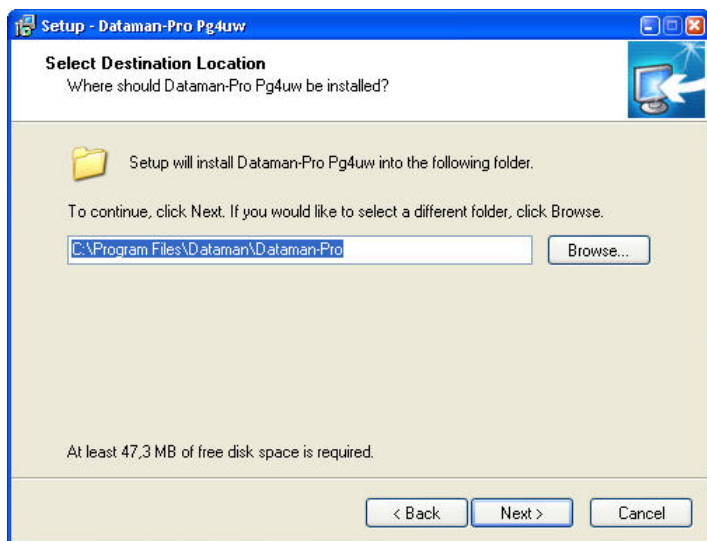 Setup - Dataman-Pro Pg4uw
Select Destination Location
Where should Dataman-Pro Pg4uw be installed?
Setup will install Dataman-Pro Pg4uw into the following folder.
To continue, click Next. If you would like to select a different folder, click Browse.
C:\Program Files\Dataman\Dataman-Pro
Browse...
At least 47,3 MB of free disk space is required.
< Back
Next >
Cancel